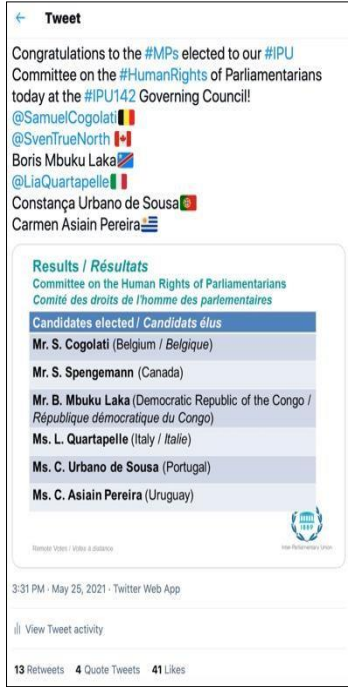 ← Tweet
Congratulations to the #MPs elected to our #IPU
Committee on the #HumanRights of Parliamentarians
today at the #IPU142 Governing Council!
@SamuelCogolati🇧🇪
@SvenTrueNorth 🇨🇦
Boris Mbuku Laka🇨🇩
@LiaQuartapelle🇮🇹
Constança Urbano de Sousa🇵🇹
Carmen Asiain Pereira🇺🇾
Results / Résultats
Committee on the Human Rights of Parliamentarians
Comité des droits de l'homme des parlementaires
Candidates elected / Candidats élus
Mr. S. Cogolati (Belgium / Belgique)
Mr. S. Spengemann (Canada)
Mr. B. Mbuku Laka (Democratic Republic of the Congo /
République démocratique du Congo)
Ms. L. Quartapelle (Italy / Italie)
Ms. C. Urbano de Sousa (Portugal)
Ms. C. Asiain Pereira (Uruguay)
Remote Votes / Votes à distance
Inter-Parliamentary Union
3:31 PM · May 25, 2021 · Twitter Web App
View Tweet activity
13 Retweets 4 Quote Tweets 41 Likes